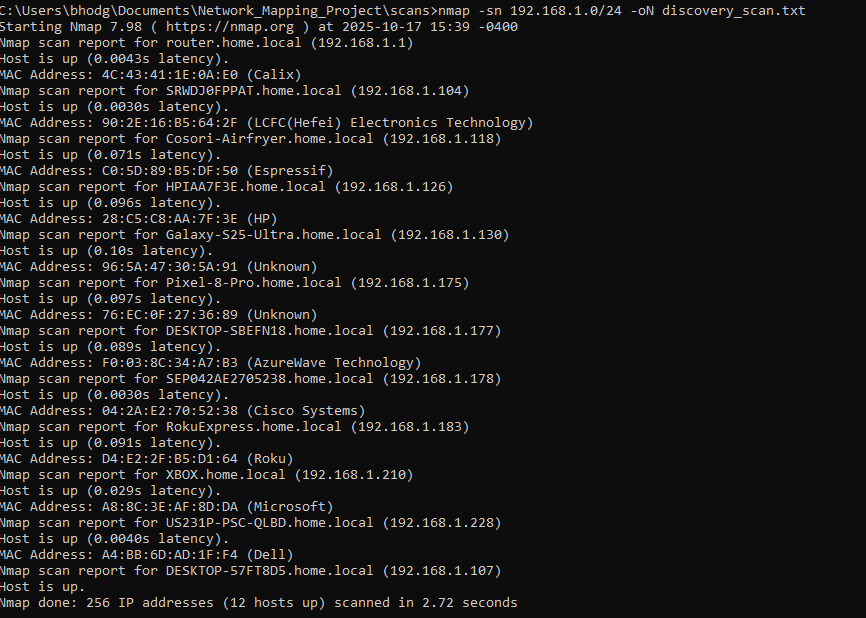 C:\Users\bhodg\Documents\Network_Mapping_Project\scans>nmap -sn 192.168.1.0/24 -oN discovery_scan.txt
Starting Nmap 7.98 ( https://nmap.org ) at 2025-10-17 15:39 -0400
Nmap scan report for router.home.local (192.168.1.1)
Host is up (0.0043s latency).
MAC Address: 4C:43:41:1E:0A:E0 (Calix)
Nmap scan report for SRWDJ0FPPAT.home.local (192.168.1.104)
Host is up (0.0030s latency).
MAC Address: 90:2E:16:B5:64:2F (LCFC(Hefei) Electronics Technology)
Nmap scan report for Cosori-Airfryer.home.local (192.168.1.118)
Host is up (0.071s latency).
MAC Address: C0:5D:89:B5:DF:50 (Espressif)
Nmap scan report for HPIAA7F3E.home.local (192.168.1.126)
Host is up (0.096s latency).
MAC Address: 28:C5:C8:AA:7F:3E (HP)
Nmap scan report for Galaxy-S25-Ultra.home.local (192.168.1.130)
Host is up (0.10s latency).
MAC Address: 96:5A:47:30:5A:91 (Unknown)
Nmap scan report for Pixel-8-Pro.home.local (192.168.1.175)
Host is up (0.097s latency).
MAC Address: 76:EC:0F:27:36:89 (Unknown)
Nmap scan report for DESKTOP-SBEFN18.home.local (192.168.1.177)
Host is up (0.089s latency).
MAC Address: F0:03:8C:34:A7:B3 (AzureWave Technology)
Nmap scan report for SEP042AE2705238.home.local (192.168.1.178)
Host is up (0.0030s latency).
MAC Address: 04:2A:E2:70:52:38 (Cisco Systems)
Nmap scan report for RokuExpress.home.local (192.168.1.183)
Host is up (0.091s latency).
MAC Address: D4:E2:2F:B5:D1:64 (Roku)
Nmap scan report for XBOX.home.local (192.168.1.210)
Host is up (0.029s latency).
MAC Address: A8:8C:3E:AF:8D:DA (Microsoft)
Nmap scan report for US231P-PSC-QLBD.home.local (192.168.1.228)
Host is up (0.0040s latency).
MAC Address: A4:BB:6D:AD:1F:F4 (Dell)
Nmap scan report for DESKTOP-57FT8D5.home.local (192.168.1.107)
Host is up.
Nmap done: 256 IP addresses (12 hosts up) scanned in 2.72 seconds